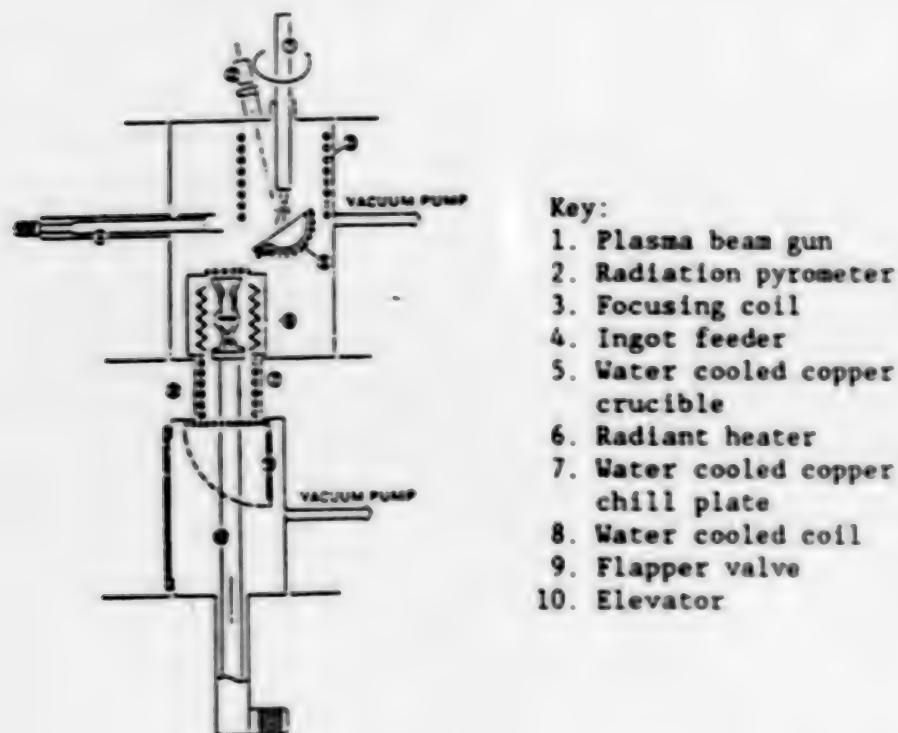 VACUUM PUMP
Key:
1. Plasma beam gun
2. Radiation pyrometer
3. Focusing coil
4. Ingot feeder
5. Water cooled copper
crucible
6. Radiant heater
7. Water cooled copper
chill plate
8. Water cooled coil
9. Flapper valve
10. Elevator
VACUUM PUMP